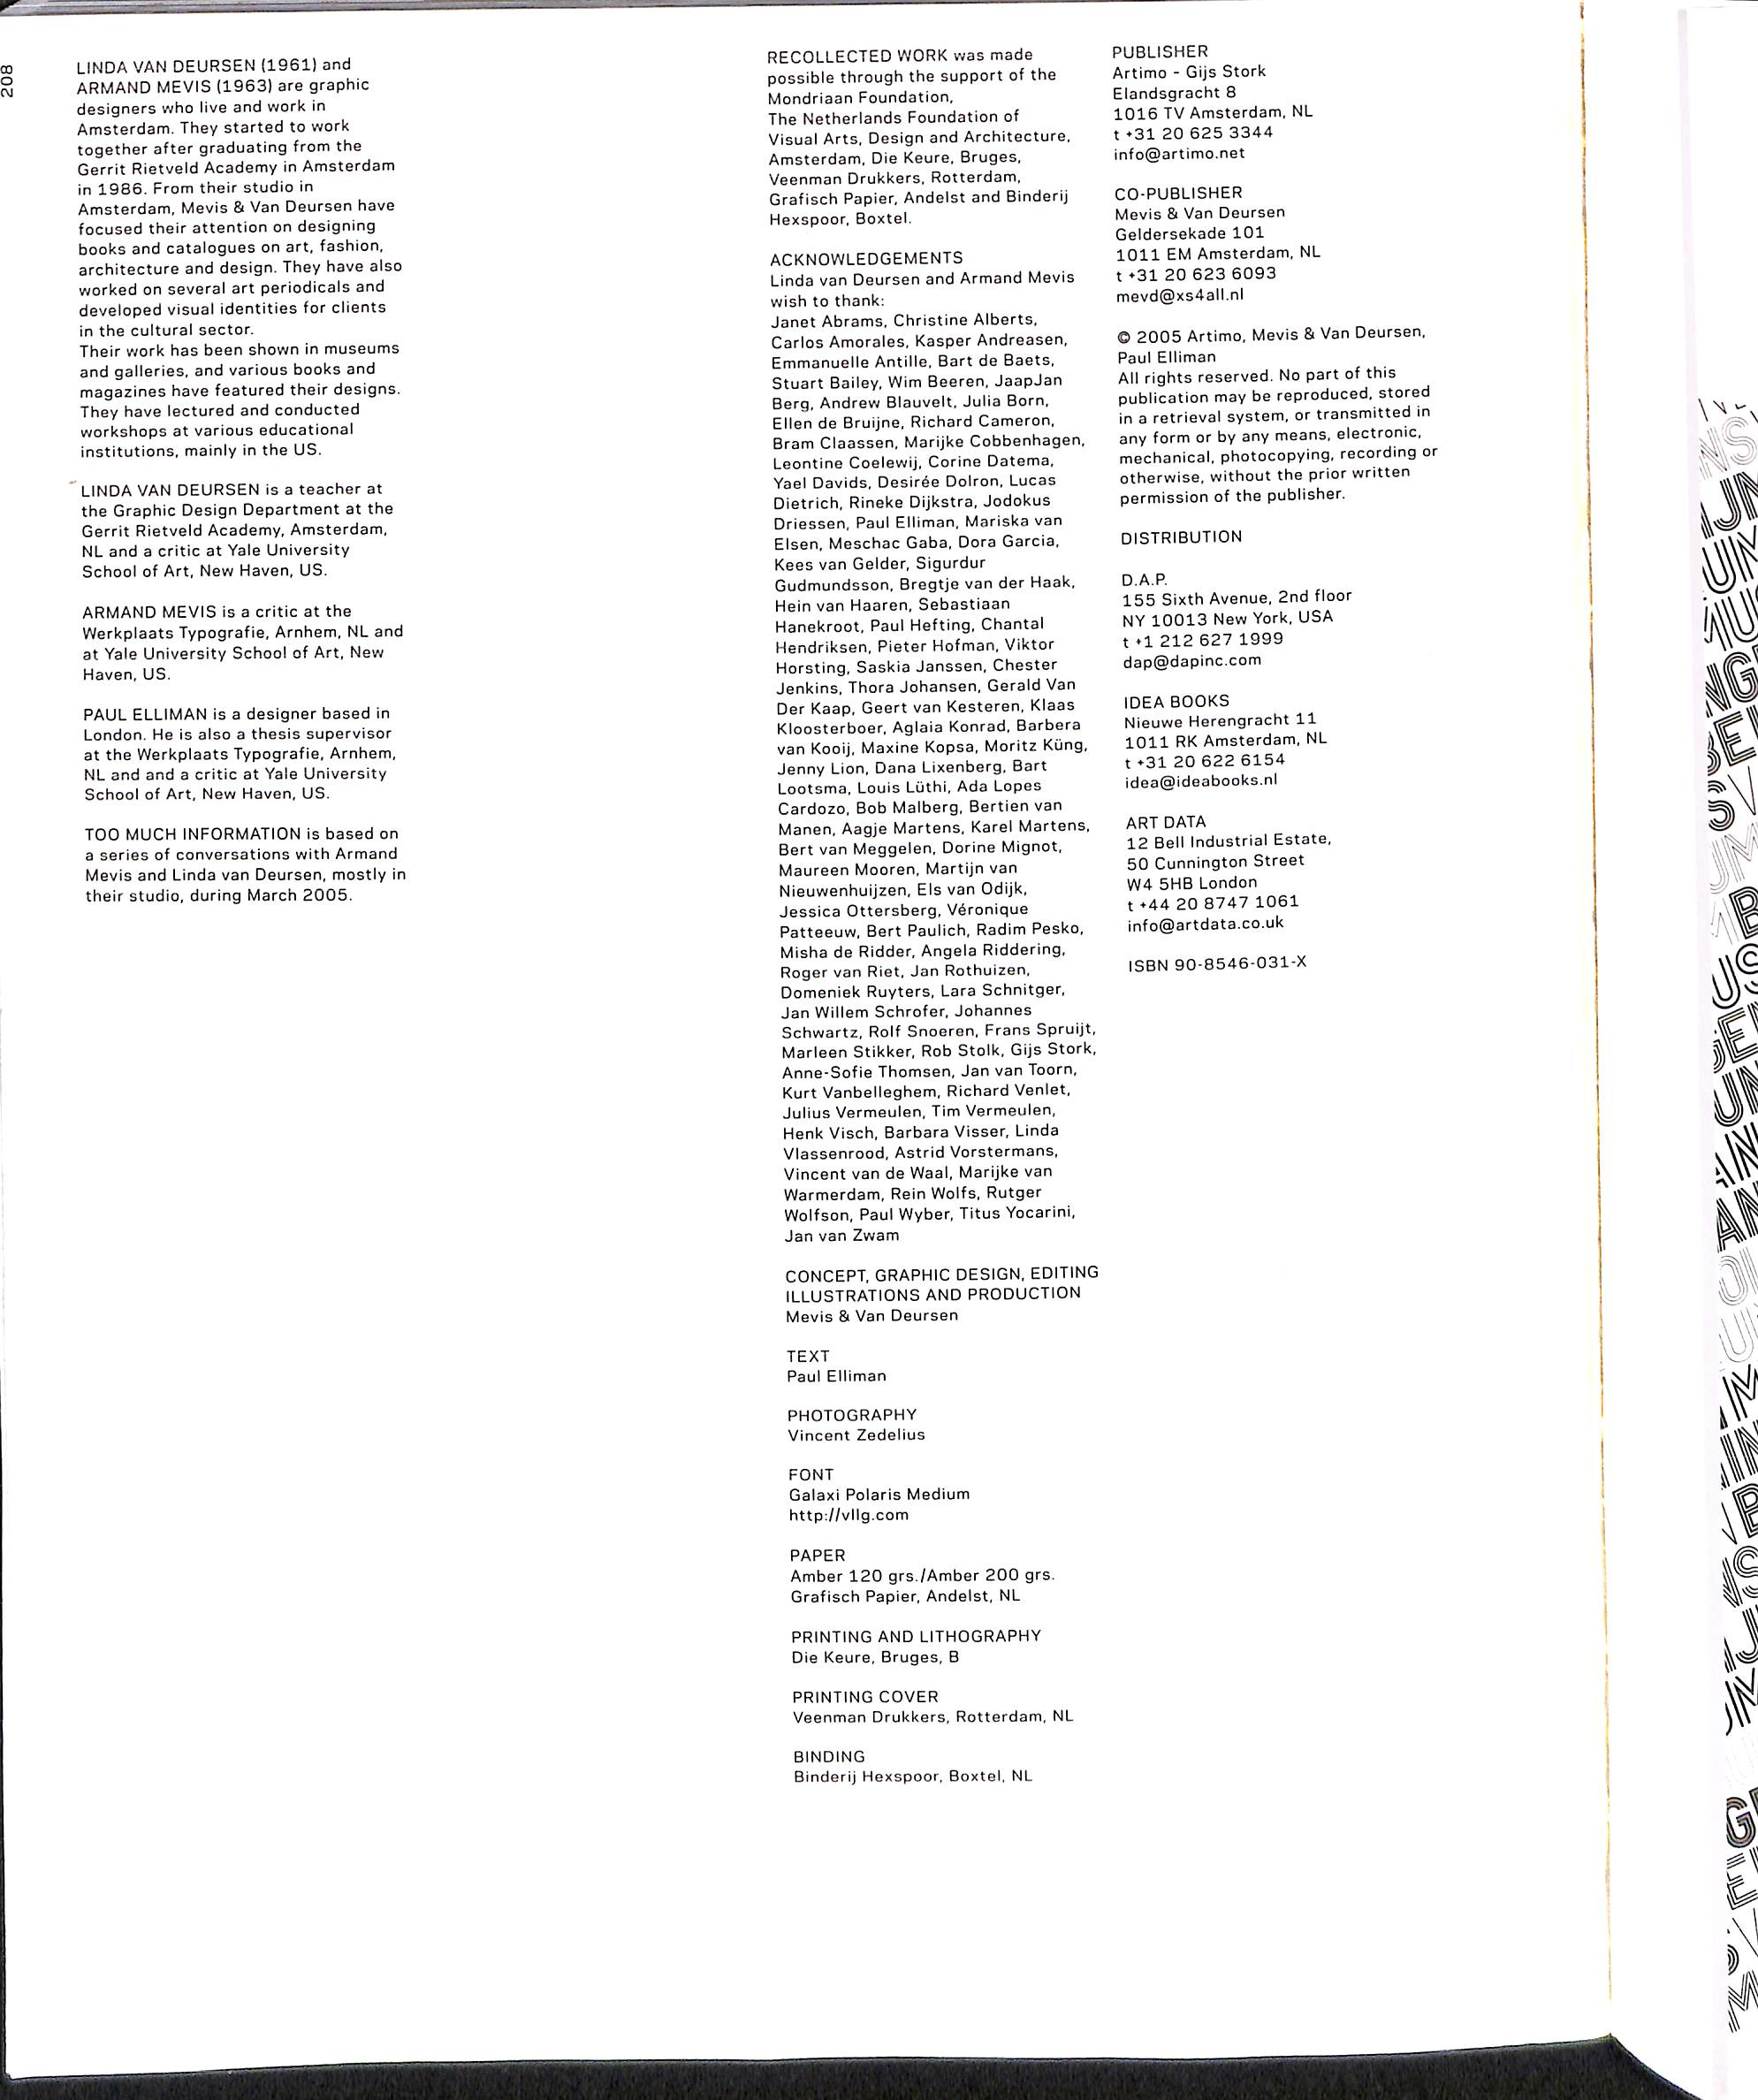 208
LINDA VAN DEURSEN (1961) and
ARMAND MEVIS (1963) are graphic
designers who live and work in
Amsterdam. They started to work
together after graduating from the
Gerrit Rietveld Academy in Amsterdam
in 1986. From their studio in
Amsterdam, Mevis & Van Deursen have
focused their attention on designing
books and catalogues on art, fashion,
architecture and design. They have also
worked on several art periodicals and
developed visual identities for clients
in the cultural sector.
Their work has been shown in museums
and galleries, and various books and
magazines have featured their designs.
They have lectured and conducted
workshops at various educational
institutions, mainly in the US.
LINDA VAN DEURSEN is a teacher at
the Graphic Design Department at the
Gerrit Rietveld Academy, Amsterdam,
NL and a critic at Yale University
School of Art, New Haven, US.
ARMAND MEVIS is a critic at the
Werkplaats Typografie, Arnhem, NL and
at Yale University School of Art, New
Haven, US.
PAUL ELLIMAN is a designer based in
London. He is also a thesis supervisor
at the Werkplaats Typografie, Arnhem,
NL and and a critic at Yale University
School of Art, New Haven, US.
TOO MUCH INFORMATION is based on
a series of conversations with Armand
Mevis and Linda van Deursen, mostly in
their studio, during March 2005.
RECOLLECTED WORK was made
possible through the support of the
Mondriaan Foundation,
The Netherlands Foundation of
Visual Arts, Design and Architecture,
Amsterdam, Die Keure, Bruges,
Veenman Drukkers, Rotterdam,
Grafisch Papier, Andelst and Binderij
Hexspoor, Boxtel.
ACKNOWLEDGEMENTS
Linda van Deursen and Armand Mevis
wish to thank:
Janet Abrams, Christine Alberts,
Carlos Amorales, Kasper Andreasen,
Emmanuelle Antille, Bart de Baets,
Stuart Bailey, Wim Beeren, JaapJan
Berg, Andrew Blauvelt, Julia Born,
Ellen de Bruijne, Richard Cameron,
Bram Claassen, Marijke Cobbenhagen,
Leontine Coelewij, Corine Datema,
Yael Davids, Desirée Dolron, Lucas
Dietrich, Rineke Dijkstra, Jodokus
Driessen, Paul Elliman, Mariska van
Elsen, Meschac Gaba, Dora Garcia,
Kees van Gelder, Sigurdur
Gudmundsson, Bregtje van der Haak,
Hein van Haaren, Sebastiaan
Hanekroot, Paul Hefting, Chantal
Hendriksen, Pieter Hofman, Viktor
Horsting, Saskia Janssen, Chester
Jenkins, Thora Johansen, Gerald Van
Der Kaap, Geert van Kesteren, Klaas
Kloosterboer, Aglaia Konrad, Barbera
van Kooij, Maxine Kopsa, Moritz Küng,
Jenny Lion, Dana Lixenberg, Bart
Lootsma, Louis Lüthi, Ada Lopes
Cardozo, Bob Malberg, Bertien van
Manen, Aagje Martens, Karel Martens,
Bert van Meggelen, Dorine Mignot,
Maureen Mooren, Martijn van
Nieuwenhuijzen, Els van Odijk,
Jessica Ottersberg, Véronique
Patteeuw, Bert Paulich, Radim Pesko,
Misha de Ridder, Angela Riddering,
Roger van Riet, Jan Rothuizen,
Domeniek Ruyters, Lara Schnitger,
Jan Willem Schrofer, Johannes
Schwartz, Rolf Snoeren, Frans Spruijt,
Marleen Stikker, Rob Stolk, Gijs Stork,
Anne-Sofie Thomsen, Jan van Toorn,
Kurt Vanbelleghem, Richard Venlet,
Julius Vermeulen, Tim Vermeulen,
Henk Visch, Barbara Visser, Linda
Vlassenrood, Astrid Vorstermans,
Vincent van de Waal, Marijke van
Warmerdam, Rein Wolfs, Rutger
Wolfson, Paul Wyber, Titus Yocarini,
Jan van Zwam
CONCEPT, GRAPHIC DESIGN, EDITING
ILLUSTRATIONS AND PRODUCTION
Mevis & Van Deursen
TEXT
Paul Elliman
PHOTOGRAPHY
Vincent Zedelius
FONT
Galaxi Polaris Medium
http://vllg.com
PAPER
Amber 120 grs./Amber 200 grs.
Grafisch Papier, Andelst, NL
PRINTING AND LITHOGRAPHY
Die Keure, Bruges, B
PRINTING COVER
Veenman Drukkers, Rotterdam, NL
BINDING
Binderij Hexspoor, Boxtel, NL
PUBLISHER
Artimo - Gijs Stork
Elandsgracht 8
1016 TV Amsterdam, NL
t +31 20 625 3344
info@artimo.net
CO-PUBLISHER
Mevis & Van Deursen
Geldersekade 101
1011 EM Amsterdam, NL
t +31 20 623 6093
mevd@xs4all.nl
© 2005 Artimo, Mevis & Van Deursen,
Paul Elliman
All rights reserved. No part of this
publication may be reproduced, stored
in a retrieval system, or transmitted in
any form or by any means, electronic,
mechanical, photocopying, recording or
otherwise, without the prior written
permission of the publisher.
DISTRIBUTION
D.A.P.
155 Sixth Avenue, 2nd floor
NY 10013 New York, USA
t +1 212 627 1999
dap@dapinc.com
IDEA BOOKS
Nieuwe Herengracht 11
1011 RK Amsterdam, NL
t +31 20 622 6154
idea@ideabooks.nl
ART DATA
12 Bell Industrial Estate,
50 Cunnington Street
W4 5HB London
t +44 20 8747 1061
info@artdata.co.uk
ISBN 90-8546-031-X